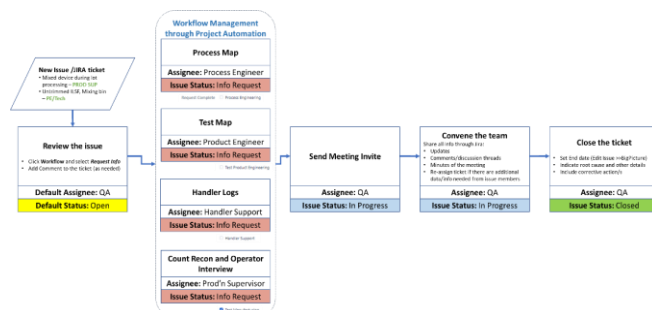 Workflow Management
through Project Automation
New Issue /JIRA ticket
• Mixed device during lot
processing – PROD SUP
• Untrimmed ILSF, Mixing bin
– PE/Tech
Review the issue
• Click Workflow and select Request Info
• Add Comment to the ticket (as needed)
Default Assignee: QA
Default Status: Open
Process Map
Assignee: Process Engineer
Issue Status: Info Request
Request Complete
Process Engineering
Test Map
Assignee: Product Engineer
Issue Status: Info Request
Test Product Engineering
Handler Logs
Assignee: Handler Support
Issue Status: Info Request
Handler Support
Count Recon and Operator
Interview
Assignee: Prod'n Supervisor
Issue Status: Info Request
Send Meeting Invite
Assignee: QA
Issue Status: In Progress
Convene the team
Share all info through Jira:
• Updates
• Comments/discussion threads
• Minutes of the meeting
• Re-assign ticket if there are additional
data/info needed from issue members
Assignee: QA
Issue Status: In Progress
Close the ticket
• Set End date (Edit Issue >>BigPicture)
• Indicate root cause and other details
• Include corrective action/s
Assignee: QA
Issue Status: Closed